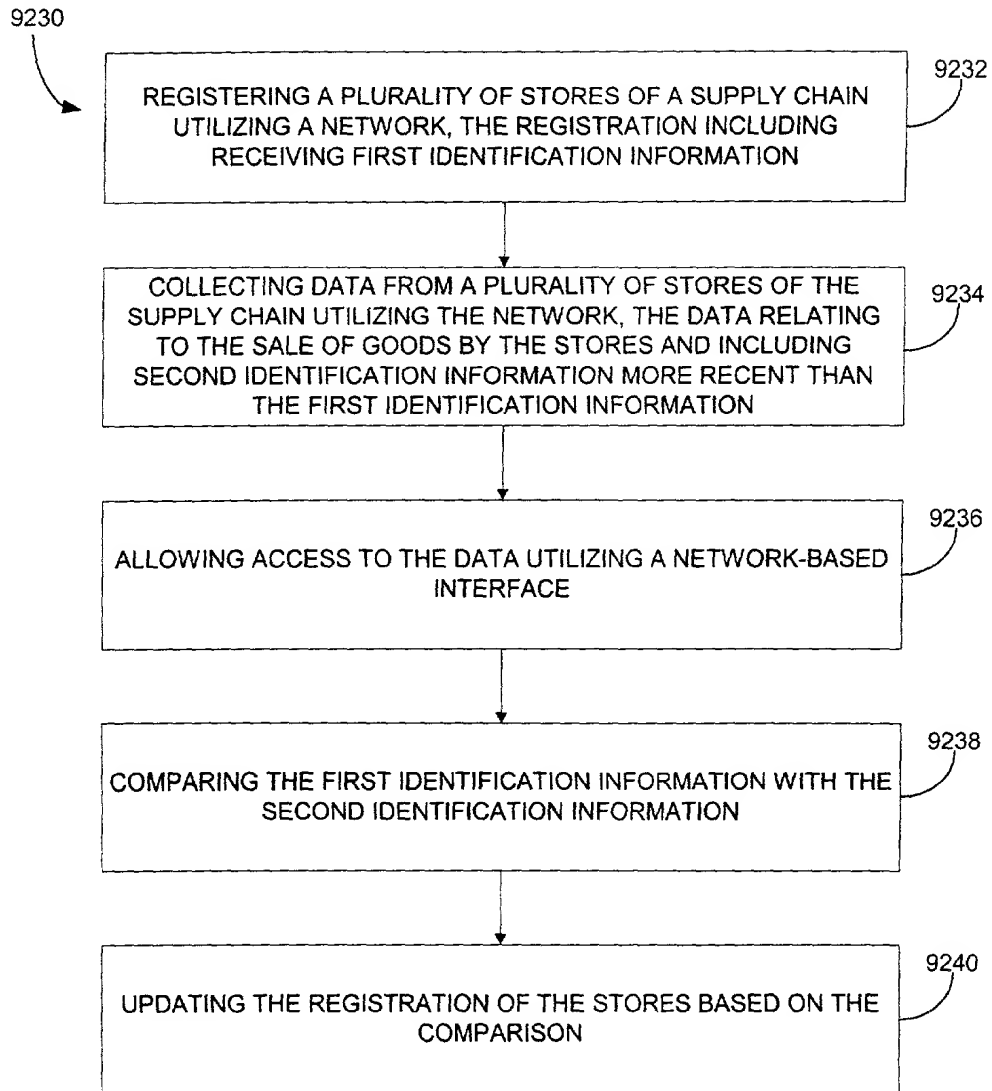 9230
REGISTERING A PLURALITY OF STORES OF A SUPPLY CHAIN
UTILIZING A NETWORK, THE REGISTRATION INCLUDING
RECEIVING FIRST IDENTIFICATION INFORMATION
9232
COLLECTING DATA FROM A PLURALITY OF STORES OF THE
SUPPLY CHAIN UTILIZING THE NETWORK, THE DATA RELATING
TO THE SALE OF GOODS BY THE STORES AND INCLUDING
SECOND IDENTIFICATION INFORMATION MORE RECENT THAN
THE FIRST IDENTIFICATION INFORMATION
9234
ALLOWING ACCESS TO THE DATA UTILIZING A NETWORK-BASED
INTERFACE
9236
COMPARING THE FIRST IDENTIFICATION INFORMATION WITH THE
SECOND IDENTIFICATION INFORMATION
9238
UPDATING THE REGISTRATION OF THE STORES BASED ON THE
COMPARISON
9240